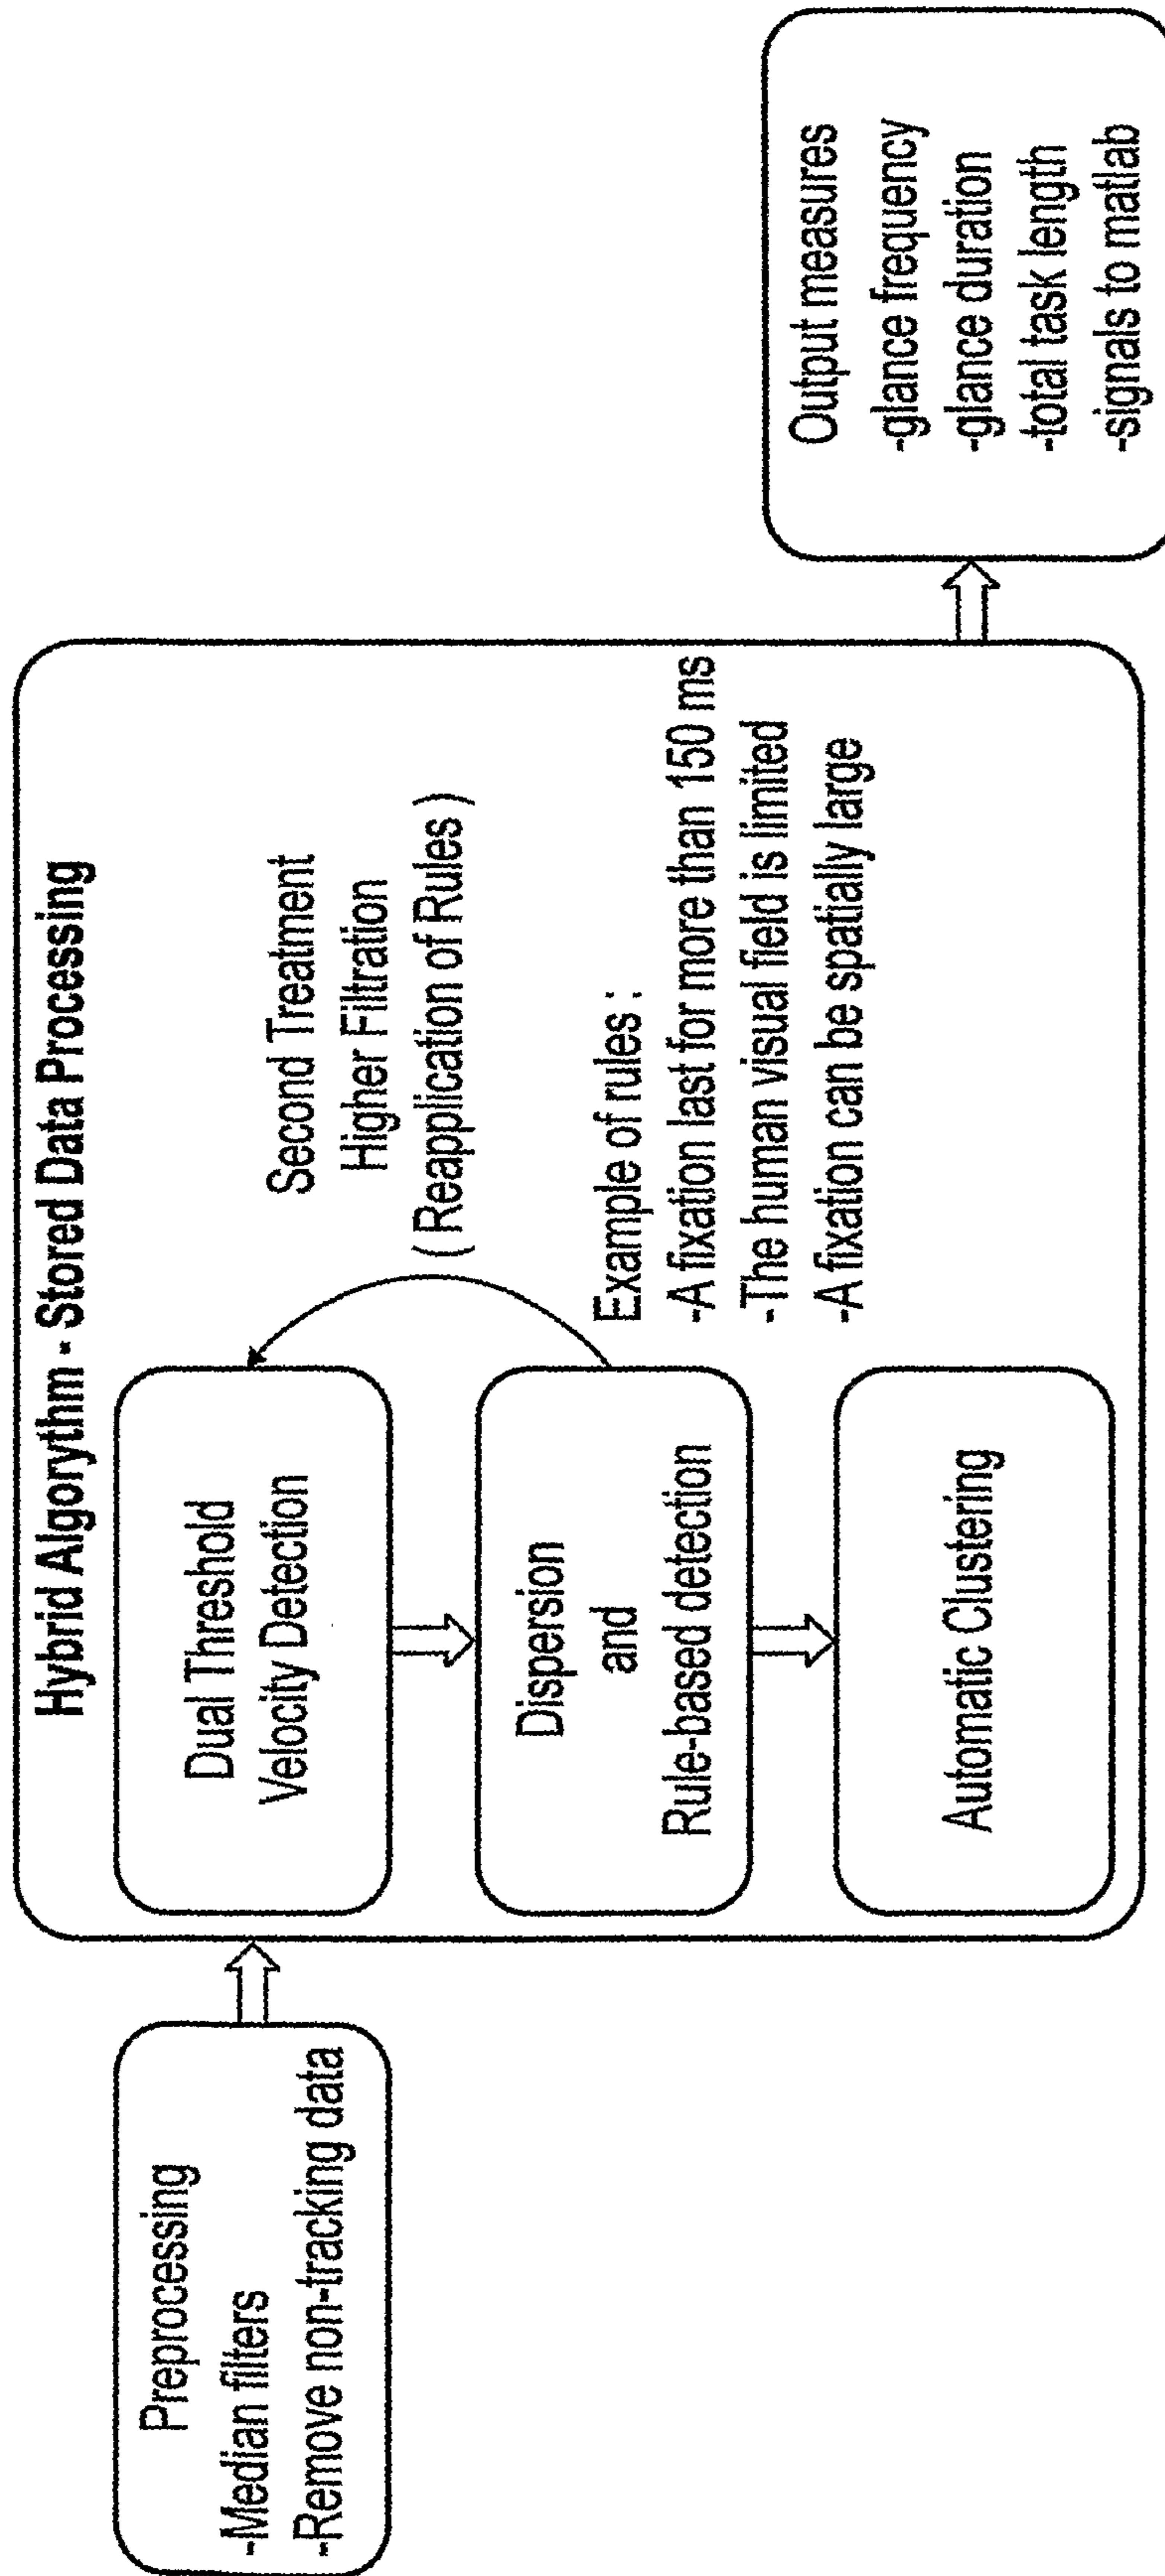 Hybrid Algorythm - Stored Data Processing
Preprocessing
-Median filters
-Remove non-tracking data
Dual Threshold
Velocity Detection
Dispersion
and
Rule-based detection
Automatic Clustering
Second Treatment
Higher Filtration
( Reapplication of Rules )
Example of rules :
-A fixation last for more than 150 ms
-The human visual field is limited
-A fixation can be spatially large
Output measures
-glance frequency
-glance duration
-total task length
-signals to matlab